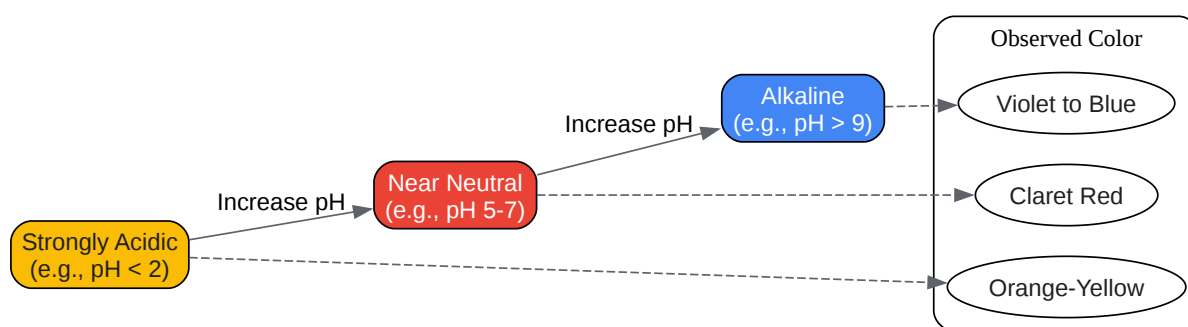 Observed Color
Alkaline
(e.g., pH > 9)
Violet to Blue
Increase pH
Near Neutral
(e.g., pH 5-7)
Claret Red
Increase pH
Strongly Acidic
(e.g., pH < 2)
Orange-Yellow